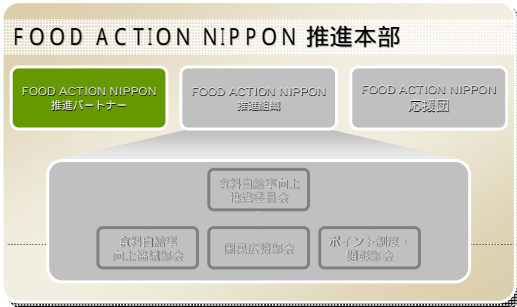 FOOD ACTION NIPPON 推進本部
FOOD ACTION NIPPON
推進パートナー
FOOD ACTION NIPPON
推進組織
FOOD ACTION NIPPON
応援団
食料自給率向上
推進委員会
食料自給率
向上協議部会
国民広報部会
ポイント制度・
顕彰部会